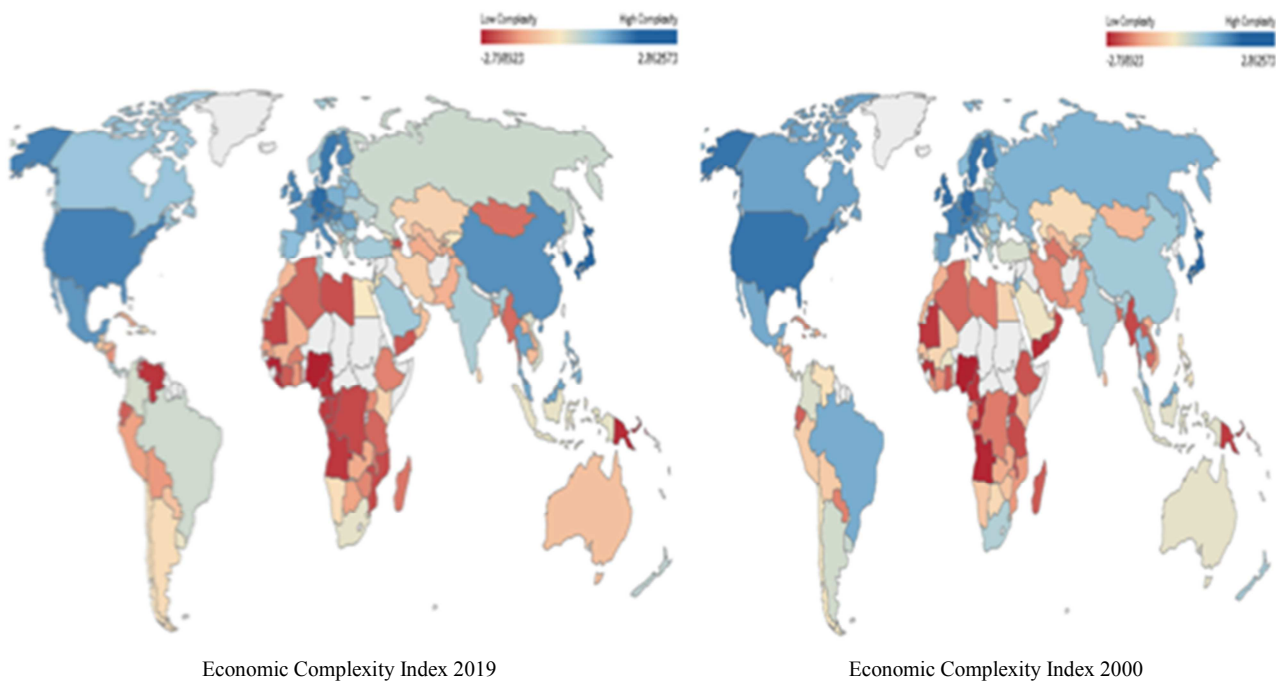 Low Complexity High Complexity
-2.798523 2.862573
Low Complexity High Complexity
-2.798523 2.862573
Economic Complexity Index 2019
Economic Complexity Index 2000